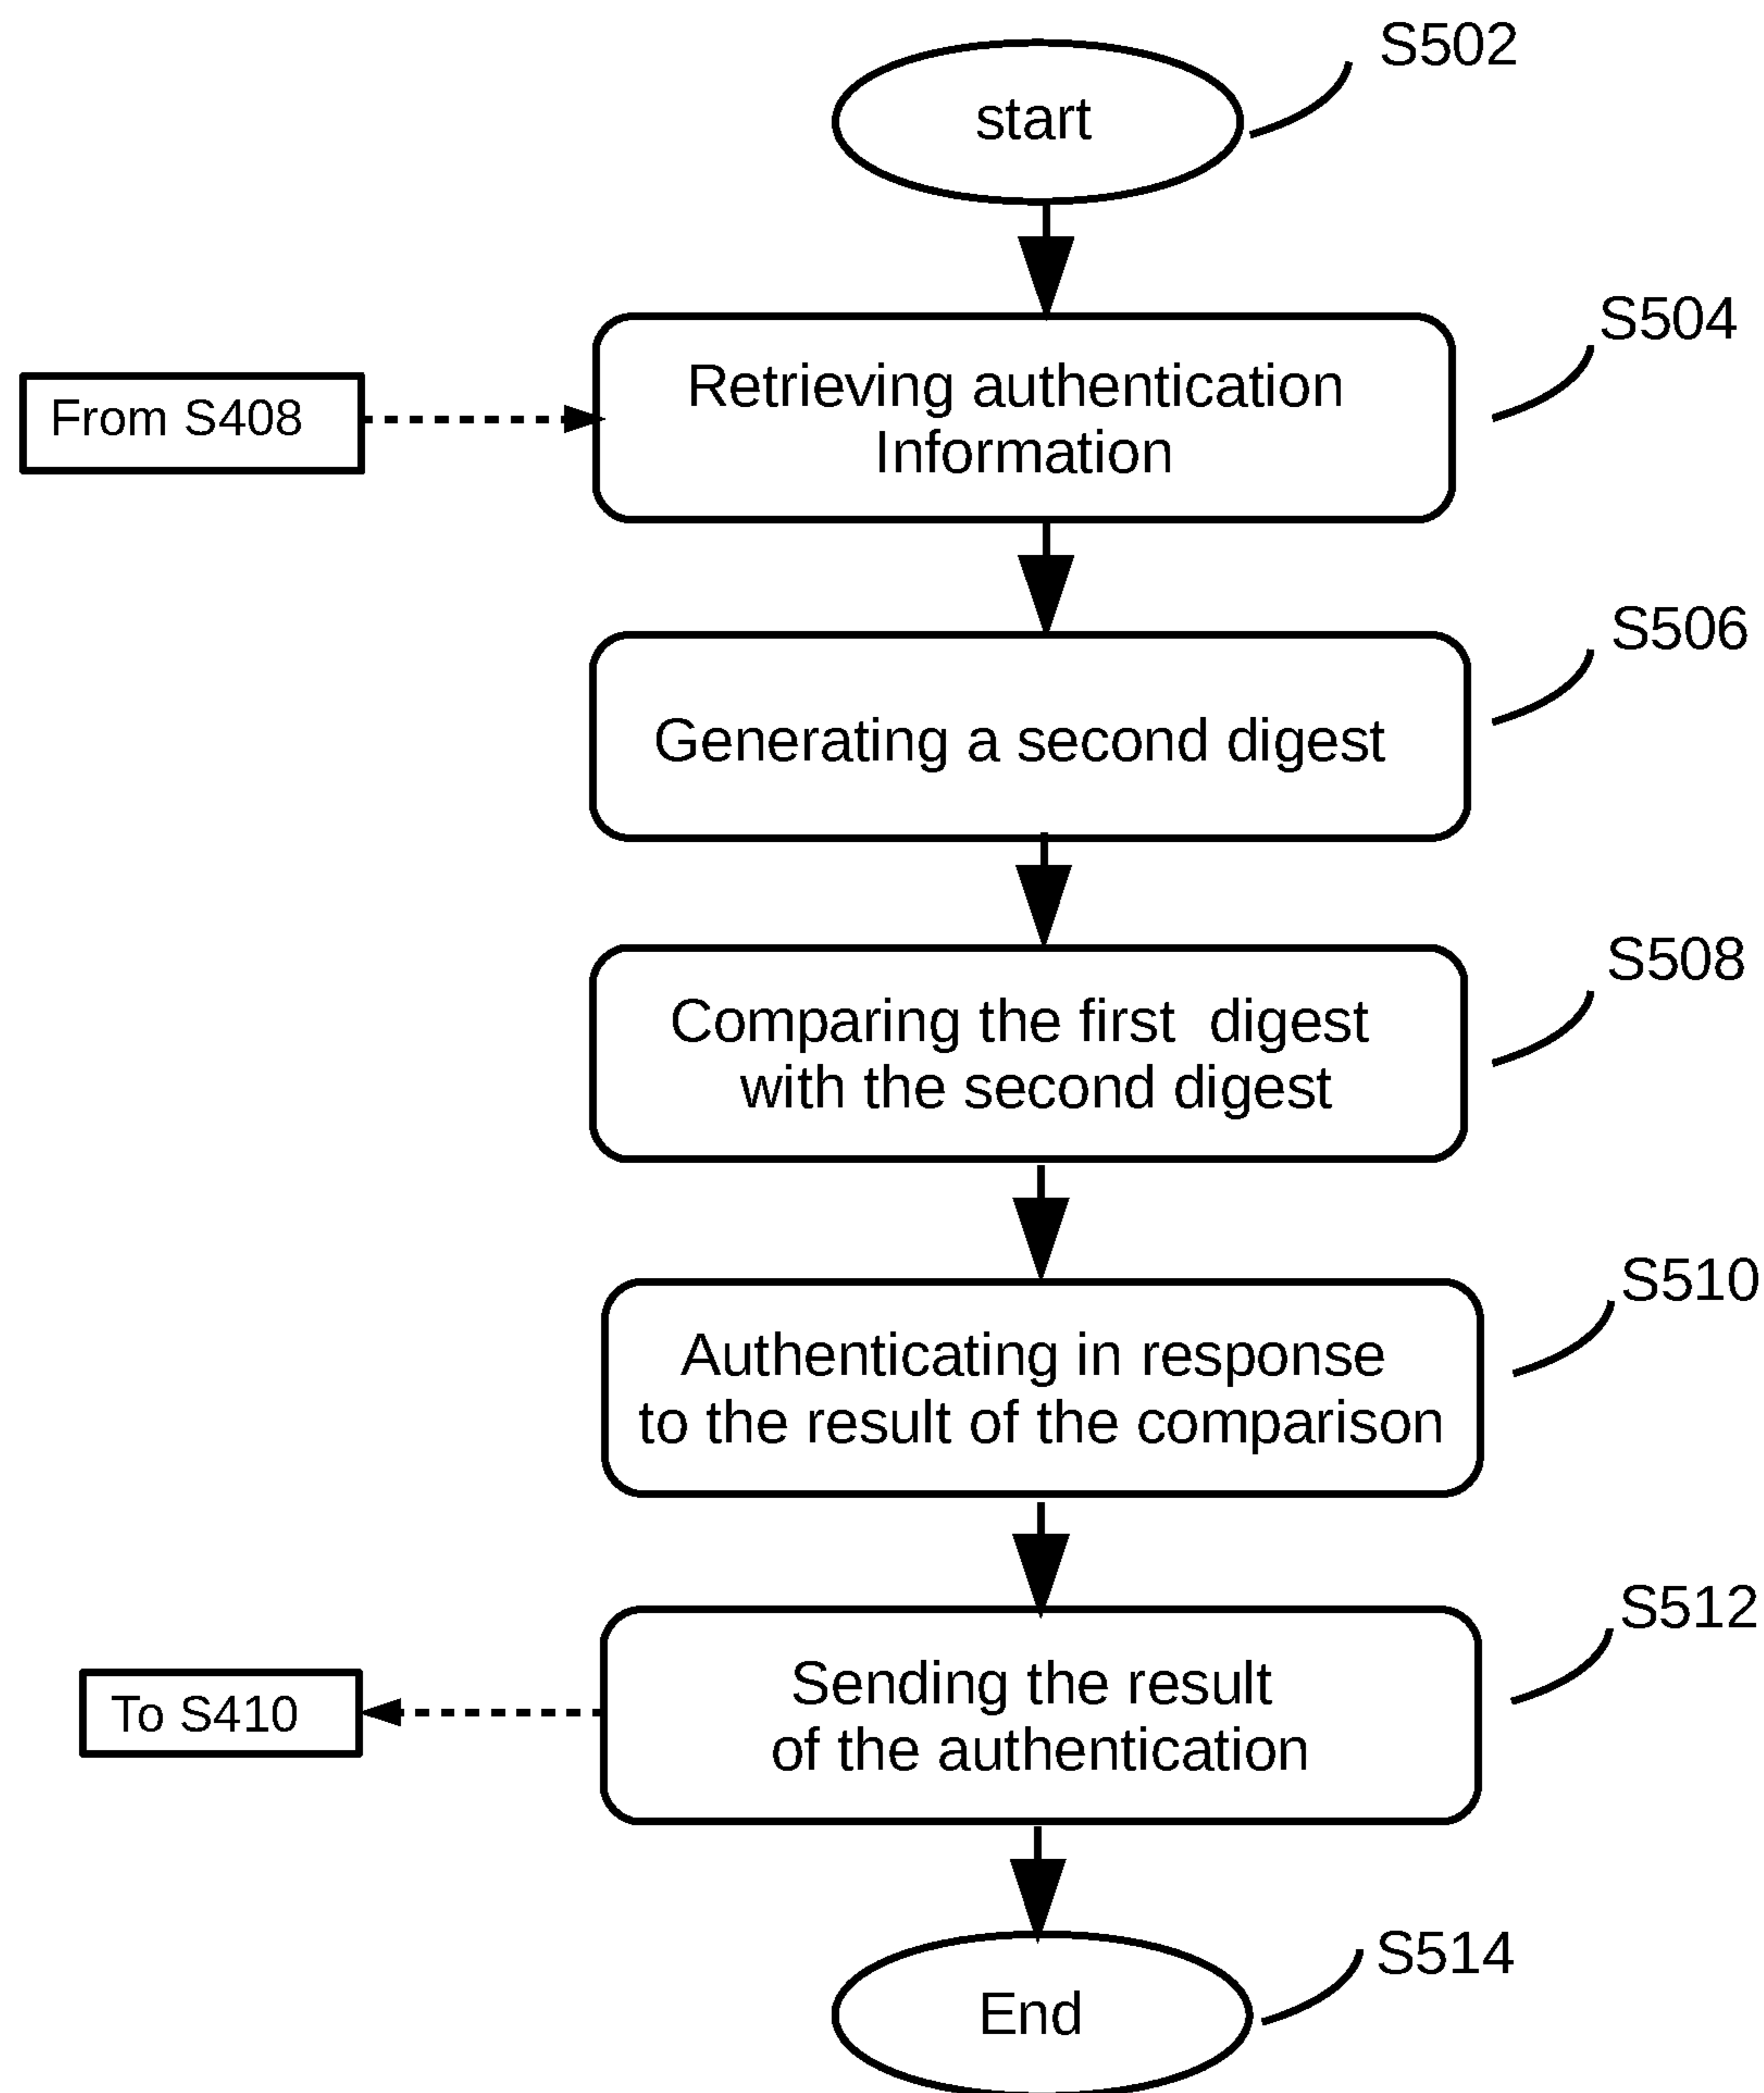 S502
start
S504
Retrieving authentication
Information
From S408
S506
Generating a second digest
S508
Comparing the first  digest
with the second digest
S510
Authenticating in response
to the result of the comparison
S512
Sending the result
of the authentication
To S410
S514
End